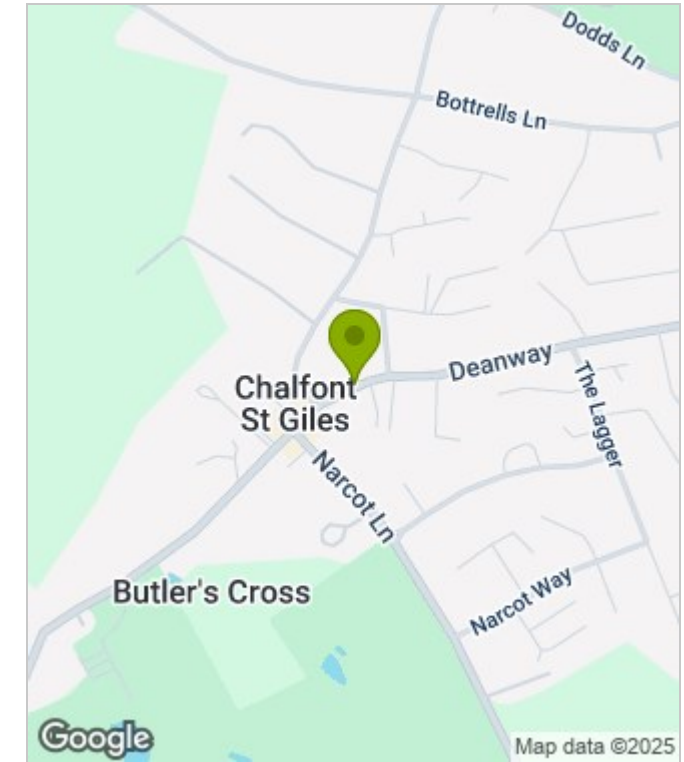 Dodds Ln
Bottrells Ln
Deanway
Chalfont
St Giles
The Lagger
Narcot Ln
Butler's Cross
Narcot Way
Google
Map data ©2025